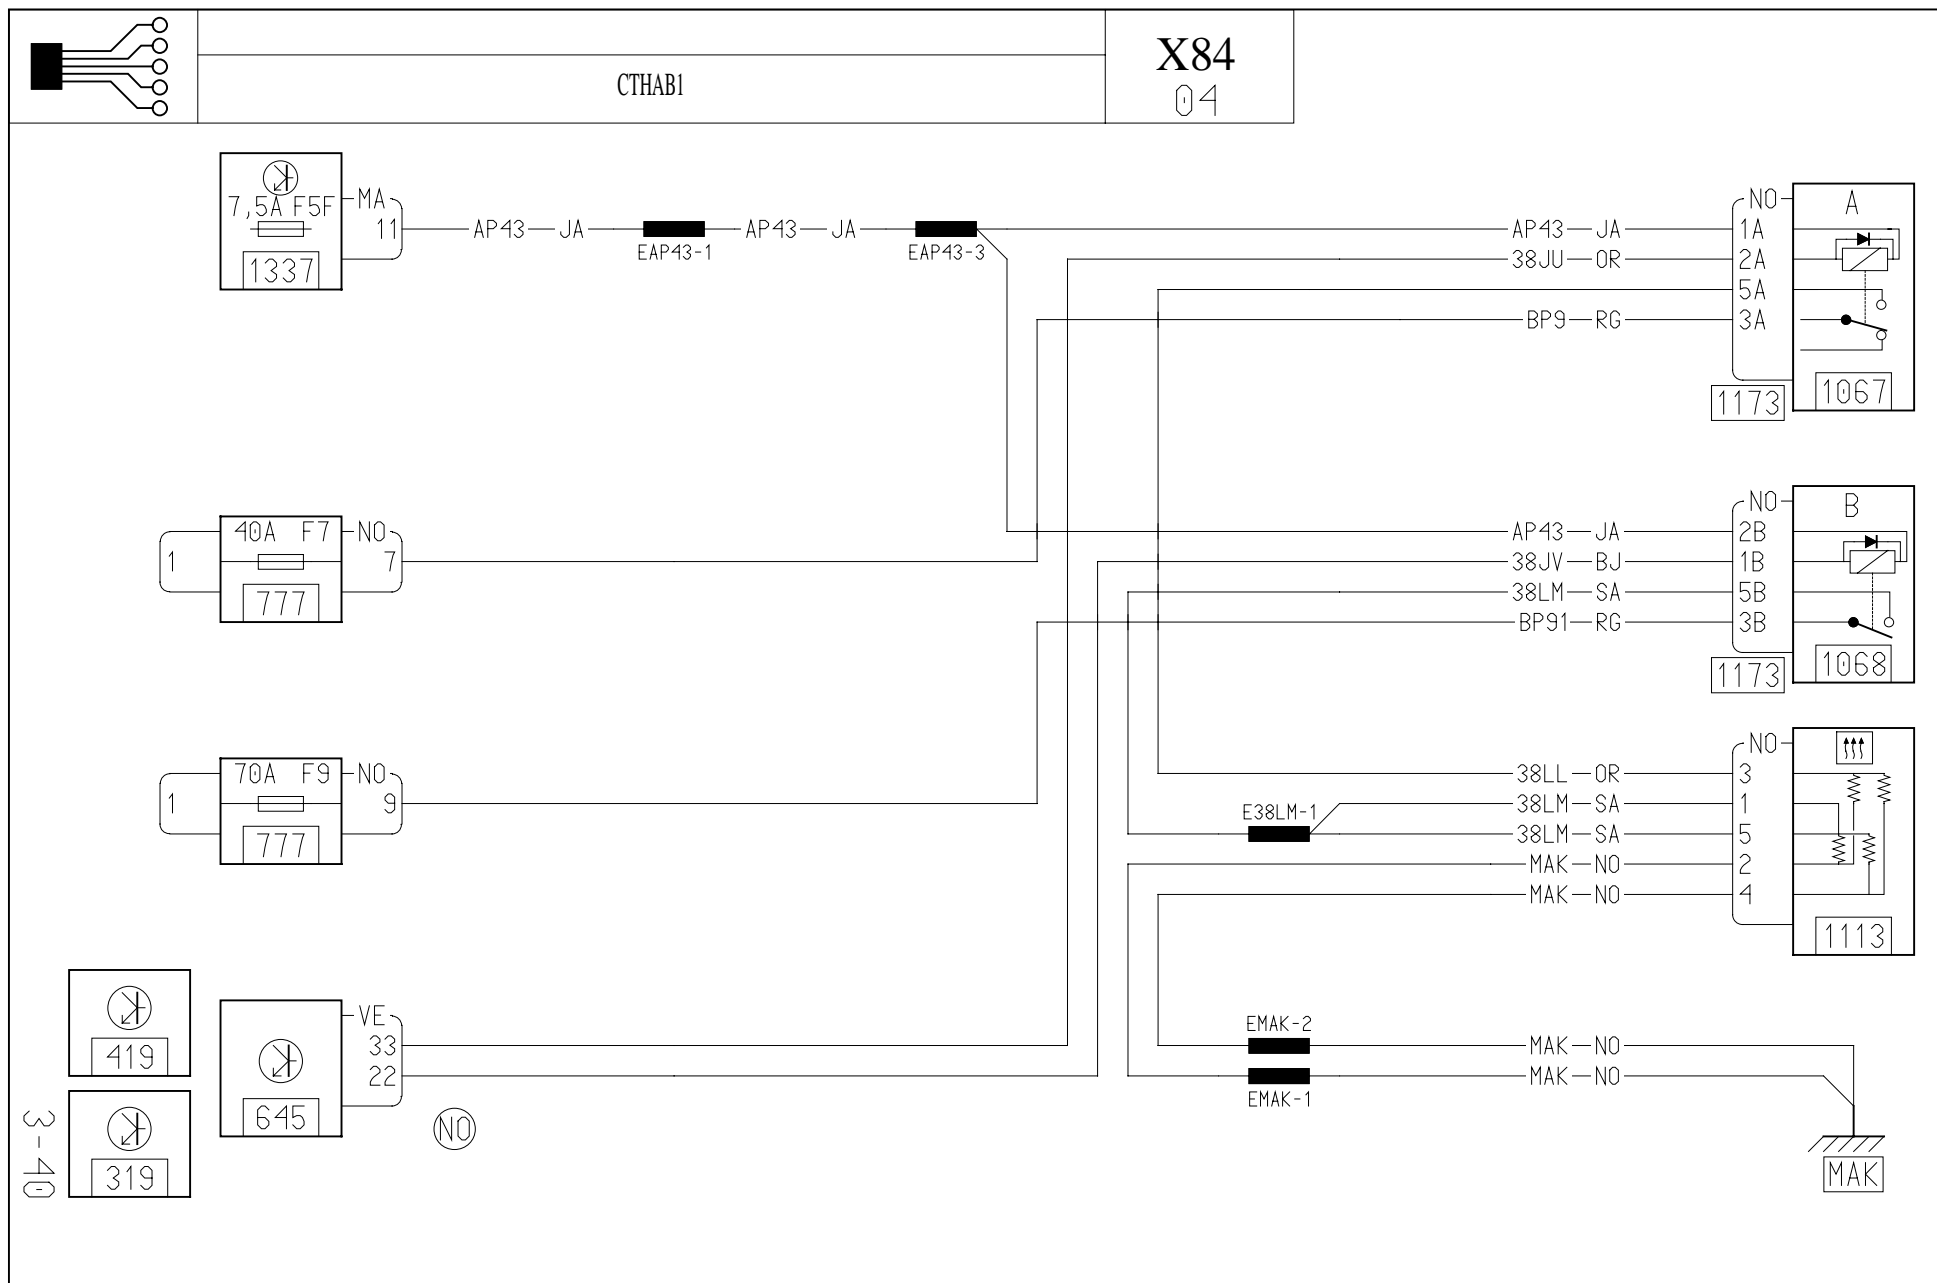 CTHAB1
X84
04
7,5A F5F
1337
MA
11
AP43 JA
EAP43-1
AP43 JA
EAP43-3
AP43 JA
38JU OR
BP9 RG
NO
1A
2A
5A
3A
A
1067
1173
1
40A F7
777
NO
7
AP43 JA
38JV BJ
38LM SA
BP91 RG
NO
2B
1B
5B
3B
B
1068
1173
1
70A F9
777
NO
9
38LL OR
E38LM-1
38LM SA
38LM SA
MAK NO
MAK NO
NO
3
1
5
2
4
1113
419
319
3-40
645
VE
33
22
NO
EMAK-2
MAK NO
MAK NO
EMAK-1
MAK